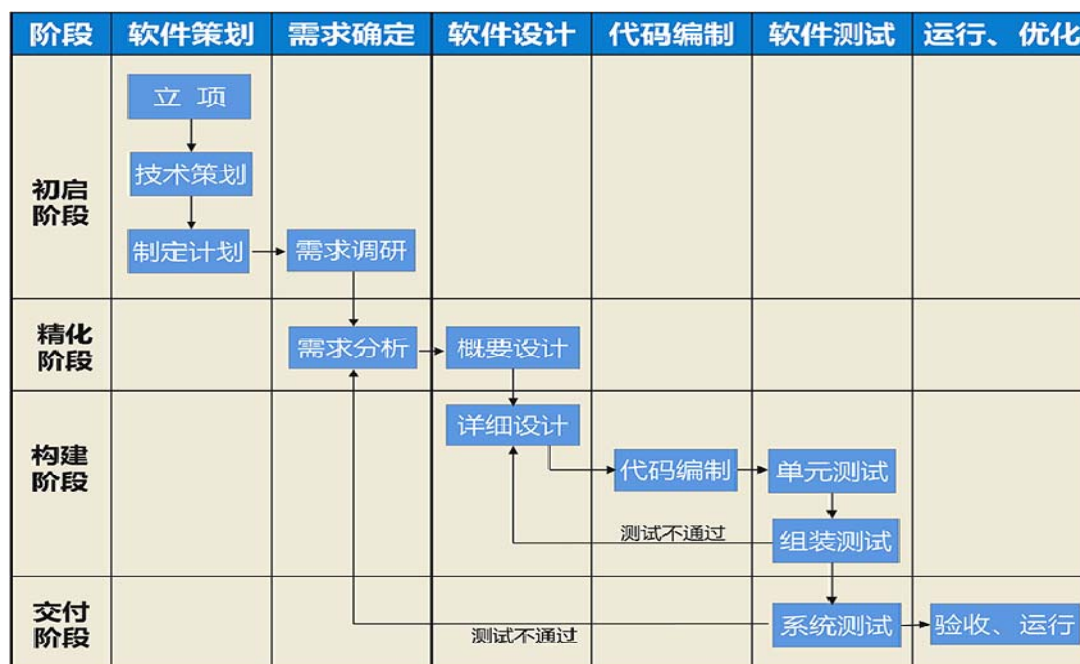 阶段 软件策划 需求确定 软件设计 代码编制 软件测试 运行、优化
初启
阶段
立 项
技术策划
制定计划
需求调研
精化
阶段
需求分析
概要设计
构建
阶段
详细设计
代码编制
单元测试
测试不通过
组装测试
交付
阶段
测试不通过
系统测试
验收、运行